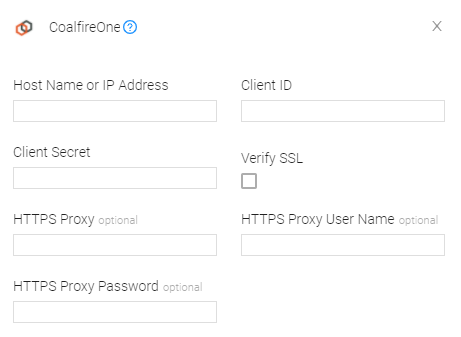 CoalfireOne ?
X
Host Name or IP Address
Client ID
Client Secret
Verify SSL
HTTPS Proxy optional
HTTPS Proxy User Name optional
HTTPS Proxy Password optional